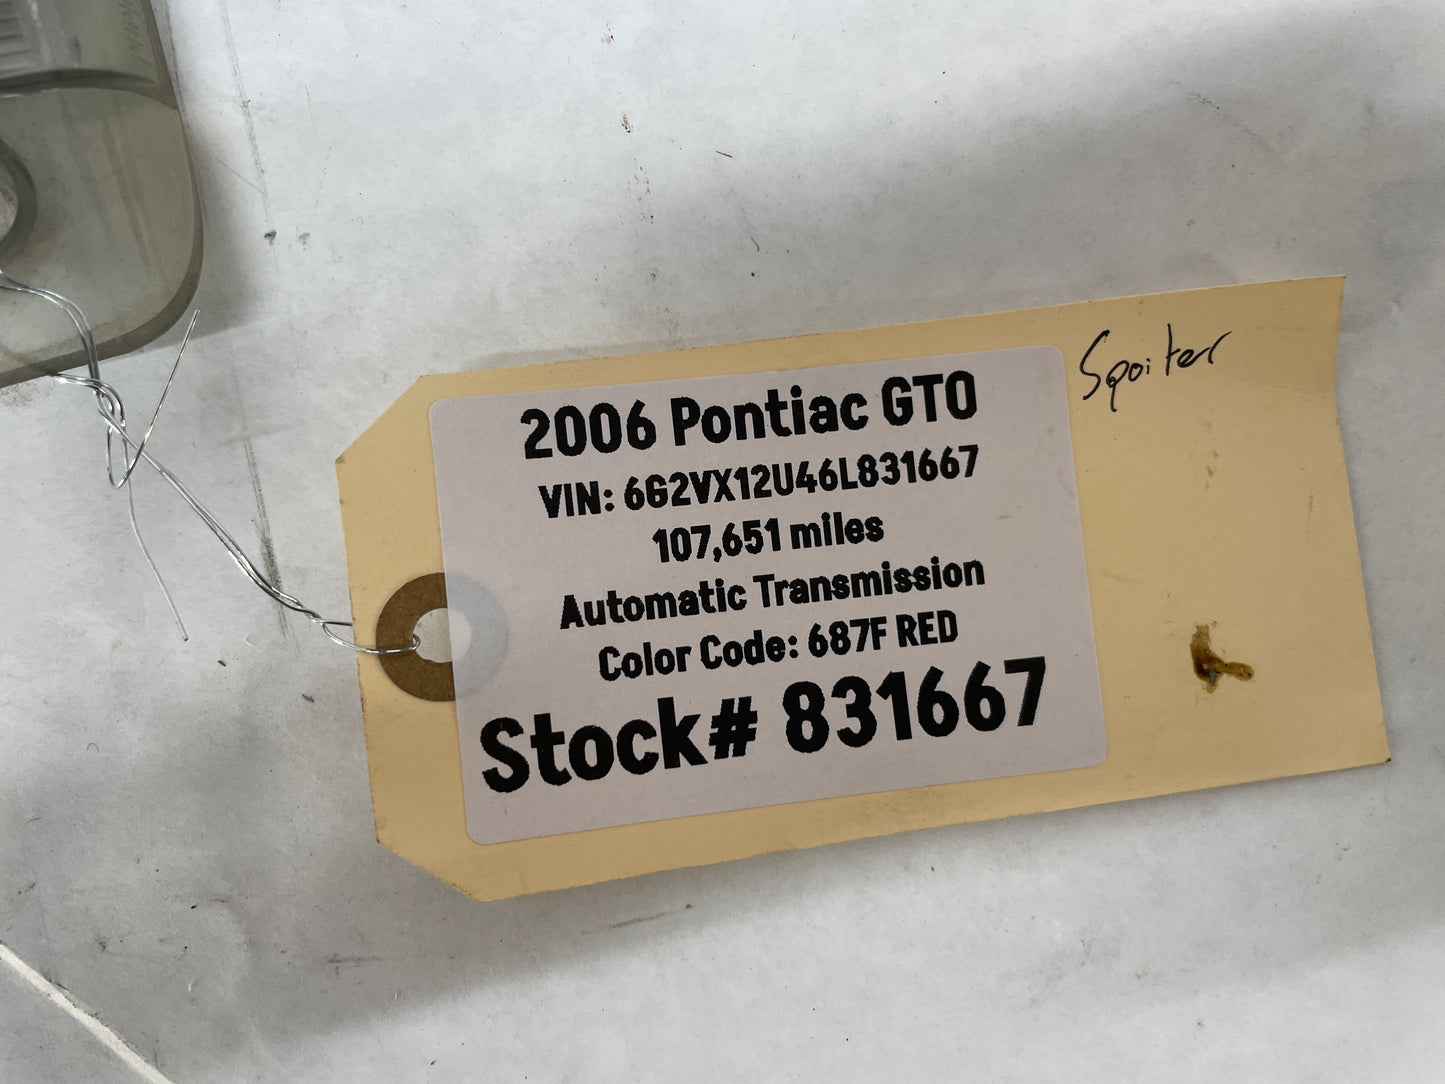 2006 Pontiac GTO
VIN: 6G2VX12U46L831667
107,651 miles
Automatic Transmission
Color Code: 687F RED
Stock# 831667
Spoiler